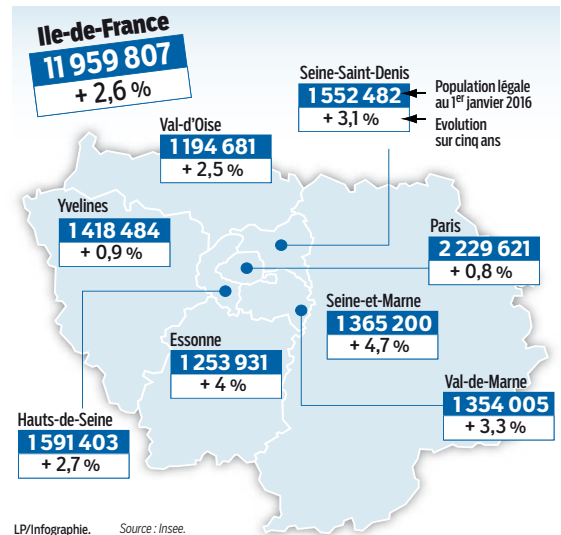 Ile-de-France
11 959 807
+ 2,6 %
Seine-Saint-Denis
1 552 482
+ 3,1 %
Population légale
au 1er janvier 2016
Evolution
sur cinq ans
Val-d'Oise
1 194 681
+ 2,5 %
Yvelines
1 418 484
+ 0,9 %
Paris
2 229 621
+ 0,8 %
Seine-et-Marne
1 365 200
+ 4,7 %
Essonne
1 253 931
+ 4 %
Val-de-Marne
1 354 005
+ 3,3 %
Hauts-de-Seine
1 591 403
+ 2,7 %
LP/Infographie. Source : Insee.